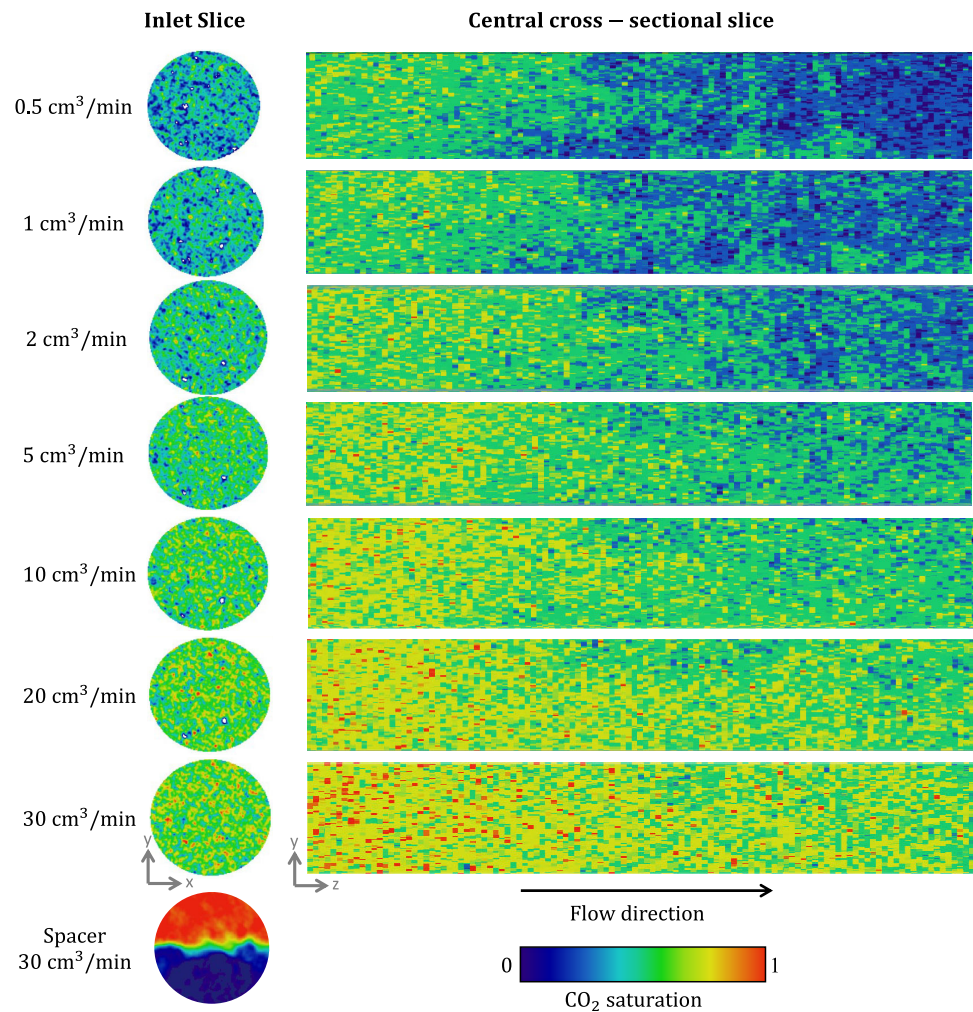 Inlet Slice
Central cross – sectional slice
0.5 cm³/min
1 cm³/min
2 cm³/min
5 cm³/min
10 cm³/min
20 cm³/min
30 cm³/min
y
x
y
z
Flow direction
Spacer
30 cm³/min
0
1
CO₂ saturation